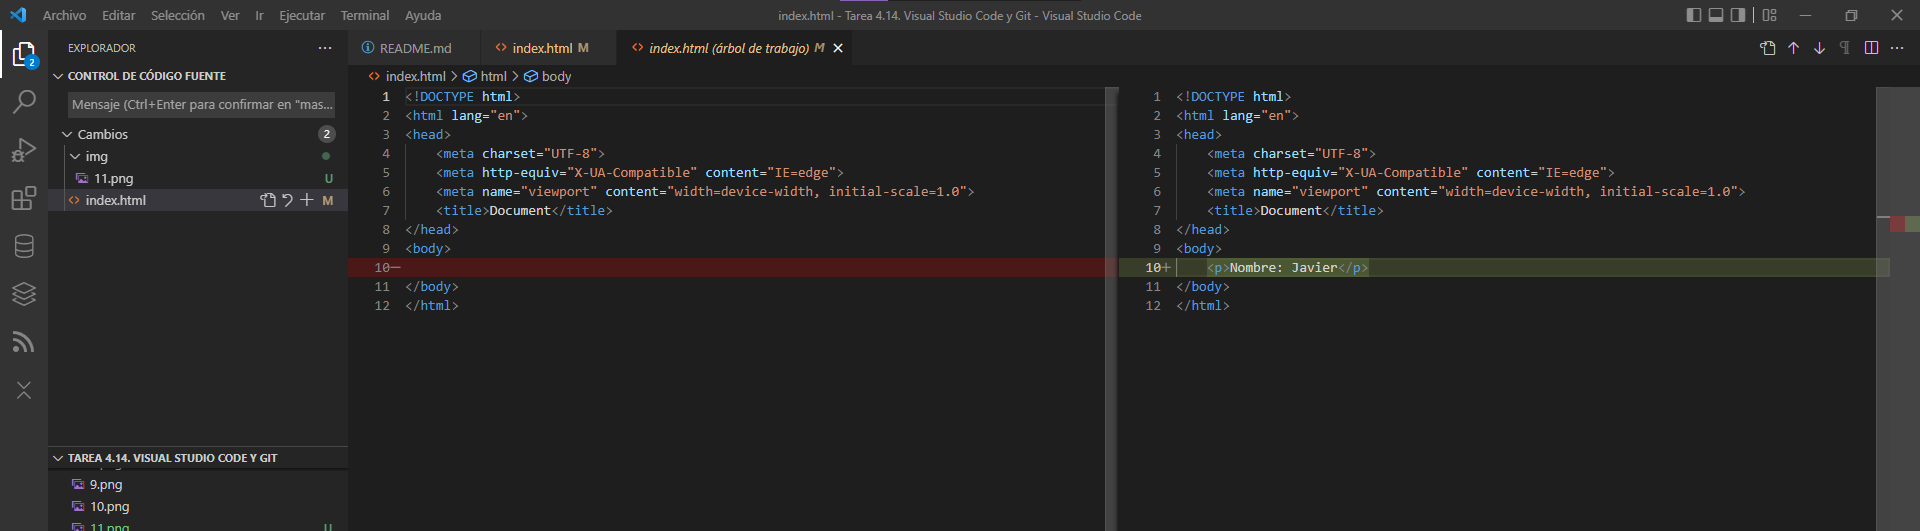 Archivo Editar Selección Ver Ir Ejecutar Terminal Ayuda
index.html - Tarea 4.14. Visual Studio Code y Git - Visual Studio Code
2
EXPLORADOR
CONTROL DE CÓDIGO FUENTE
Mensaje (Ctrl+Enter para confirmar en "mas...
Cambios 2
img
11.png U
index.html M
TAREA 4.14. VISUAL STUDIO CODE Y GIT
9.png
10.png
11.png U
README.md
index.html M
index.html (árbol de trabajo) M
index.html > html > body
1 <!DOCTYPE html>
2 <html lang="en">
3 <head>
4 <meta charset="UTF-8">
5 <meta http-equiv="X-UA-Compatible" content="IE=edge">
6 <meta name="viewport" content="width=device-width, initial-scale=1.0">
7 <title>Document</title>
8 </head>
9 <body>
10—
11 </body>
12 </html>
1 <!DOCTYPE html>
2 <html lang="en">
3 <head>
4 <meta charset="UTF-8">
5 <meta http-equiv="X-UA-Compatible" content="IE=edge">
6 <meta name="viewport" content="width=device-width, initial-scale=1.0">
7 <title>Document</title>
8 </head>
9 <body>
10+ <p>Nombre: Javier</p>
11 </body>
12 </html>